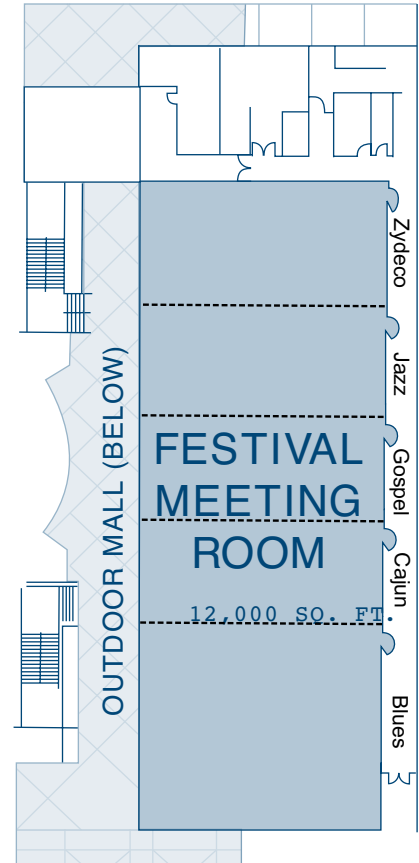 Zydeco
Jazz
Gospel
Cajun
Blues
OUTDOOR MALL (BELOW)
FESTIVAL
MEETING
ROOM
12,000 SQ. FT.